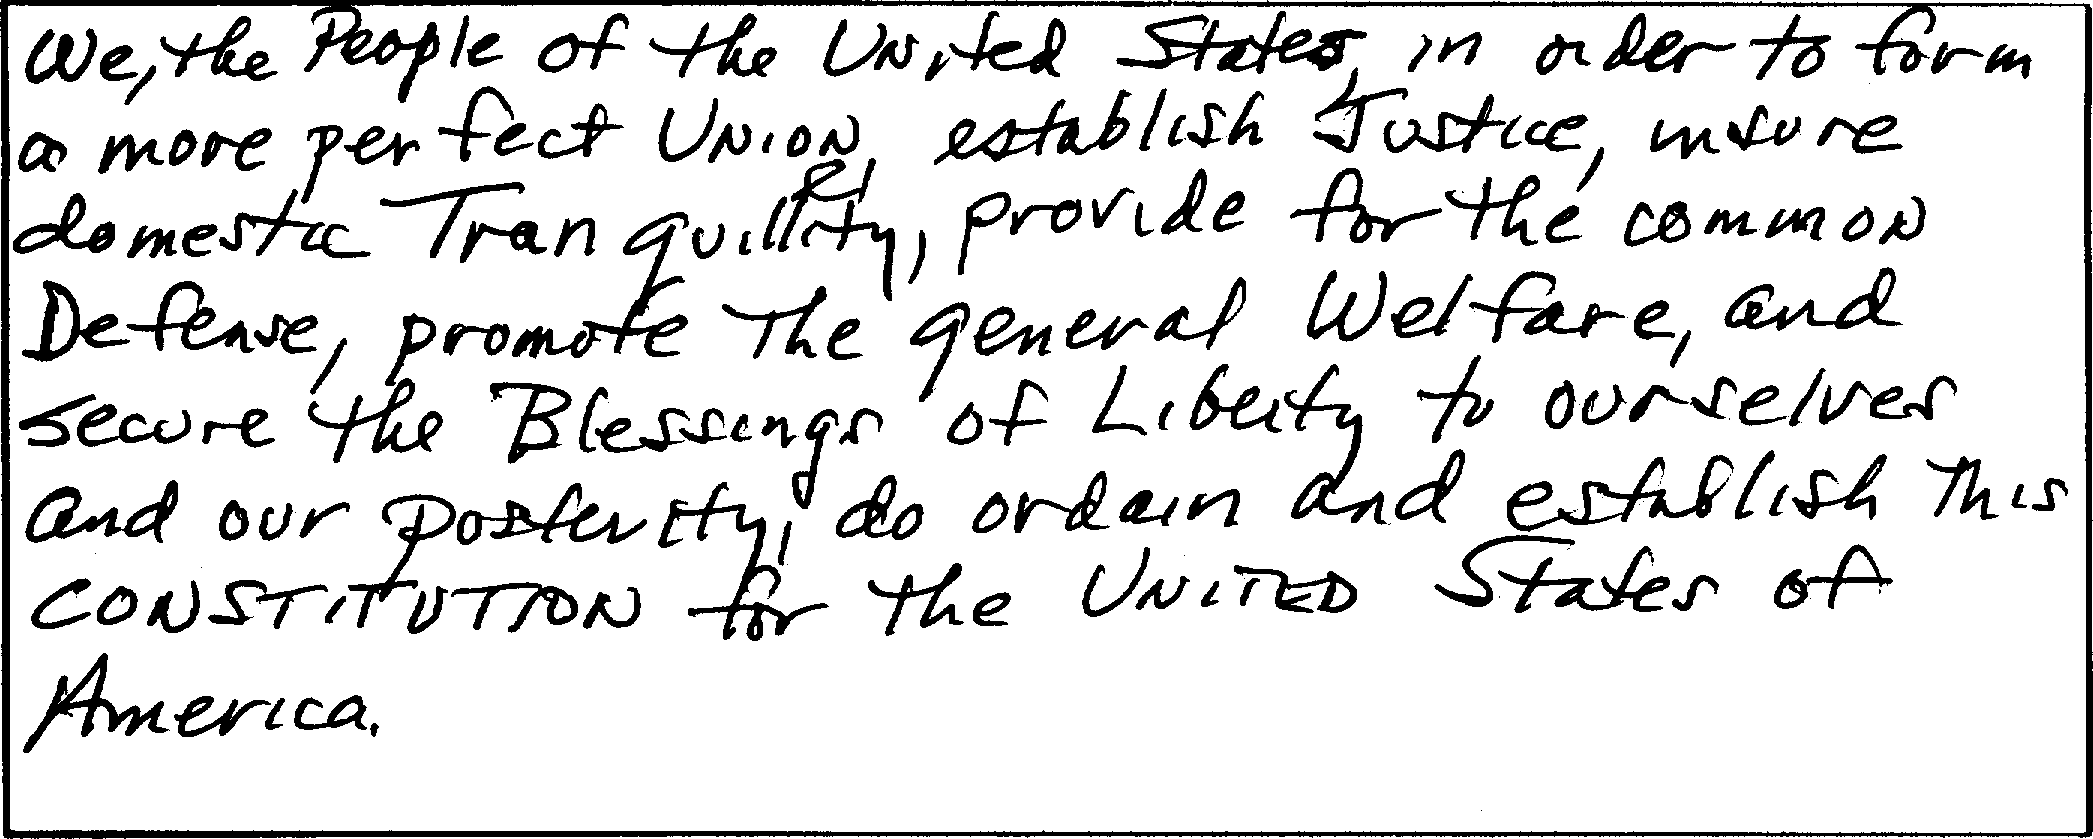 We, the People of the United States, in order to form
a more perfect Union, establish Justice, insure
domestic Tranquillity, provide for the common
Defense, promote the general Welfare, and
secure the Blessings of Liberty to ourselves
and our posterity, do ordain and establish this
CONSTITUTION for the UNITED States of
America.